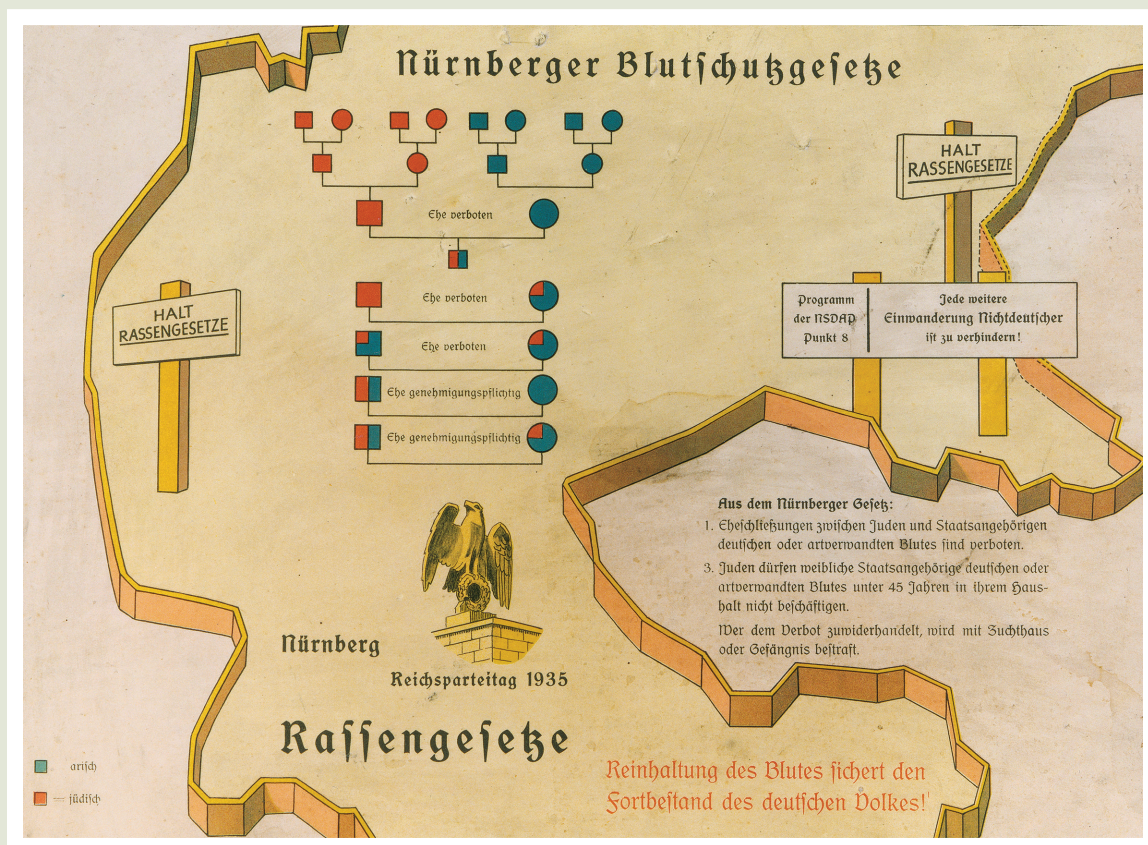 Nürnberger Blutschutzgesetze
HALT
RASSENGESETZE
Ehe verboten
Ehe verboten
Ehe verboten
Ehe genehmigungspflichtig
Ehe genehmigungspflichtig
HALT
RASSENGESETZE
Programm
der NSDAP
Punkt 8
Jede weitere
Einwanderung Nichtdeutscher
ist zu verhindern!
Aus dem Nürnberger Gesetz:
1. Eheschließungen zwischen Juden und Staatsangehörigen
deutschen oder artverwandten Blutes sind verboten.
3. Juden dürfen weibliche Staatsangehörige deutschen oder
artverwandten Blutes unter 45 Jahren in ihrem Haus-
halt nicht beschäftigen.
Wer dem Verbot zuwiderhandelt, wird mit Zuchthaus
oder Gefängnis bestraft.
Nürnberg
Reichsparteitag 1935
Rassengesetze
arisch
— jüdisch
Reinhaltung des Blutes sichert den
Fortbestand des deutschen Volkes!